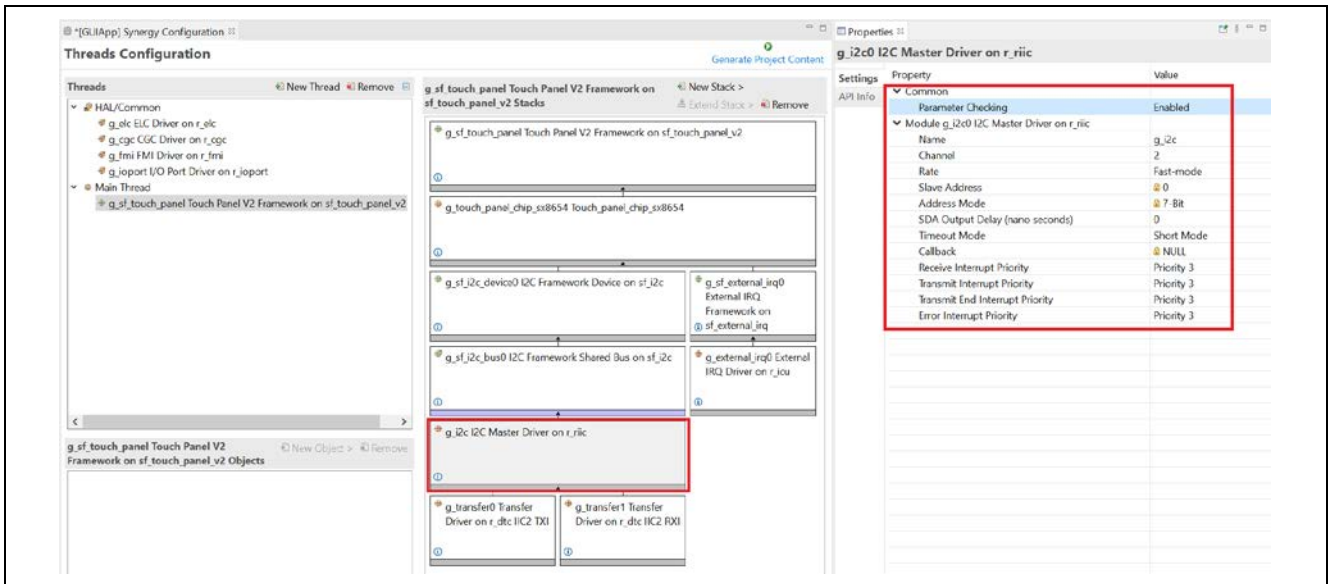 *[GUIApp] Synergy Configuration
Threads Configuration
Generate Project Content
Threads
New Thread
Remove
HAL/Common
g_elc ELC Driver on r_elc
g_cgc CGC Driver on r_cgc
g_fmi FMI Driver on r_fmi
g_ioport I/O Port Driver on r_ioport
Main Thread
g_sf_touch_panel Touch Panel V2 Framework on sf_touch_panel_v2
g_sf_touch_panel Touch Panel V2
Framework on sf_touch_panel_v2 Objects
New Object >
Remove
g_sf_touch_panel Touch Panel V2 Framework on
sf_touch_panel_v2 Stacks
New Stack >
Extend Stack >
Remove
g_sf_touch_panel Touch Panel V2 Framework on sf_touch_panel_v2
g_touch_panel_chip_sx8654 Touch_panel_chip_sx8654
g_sf_i2c_device0 I2C Framework Device on sf_i2c
g_sf_external_irq0
External IRQ
Framework on
sf_external_irq
g_sf_i2c_bus0 I2C Framework Shared Bus on sf_i2c
g_external_irq0 External
IRQ Driver on r_icu
g_i2c I2C Master Driver on r_riic
g_transfer0 Transfer
Driver on r_dtc IIC2 TXI
g_transfer1 Transfer
Driver on r_dtc IIC2 RXI
Properties
g_i2c0 I2C Master Driver on r_riic
Settings
API Info
Property Value
Common
Parameter Checking Enabled
Module g_i2c0 I2C Master Driver on r_riic
Name g_i2c
Channel 2
Rate Fast-mode
Slave Address 0
Address Mode 7-Bit
SDA Output Delay (nano seconds) 0
Timeout Mode Short Mode
Callback NULL
Receive Interrupt Priority Priority 3
Transmit Interrupt Priority Priority 3
Transmit End Interrupt Priority Priority 3
Error Interrupt Priority Priority 3